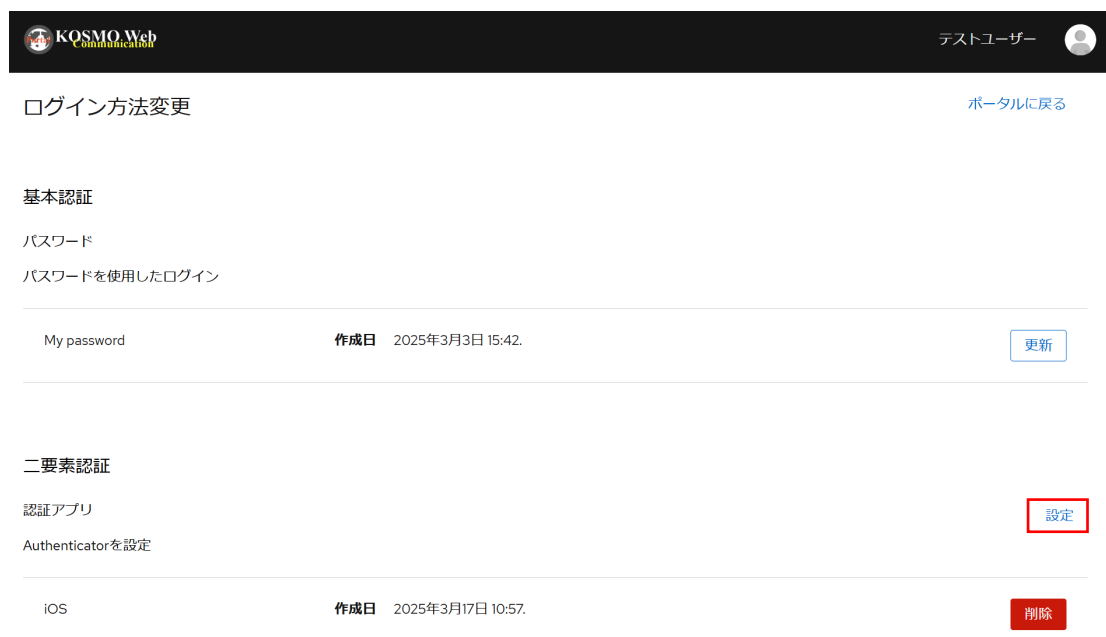 KOSMO Web
Communication
テストユーザー
ログイン方法変更
ポータルに戻る
基本認証
パスワード
パスワードを使用したログイン
My password 作成日 2025年3月3日 15:42. 更新
二要素認証
認証アプリ 設定
Authenticatorを設定
iOS 作成日 2025年3月17日 10:57. 削除